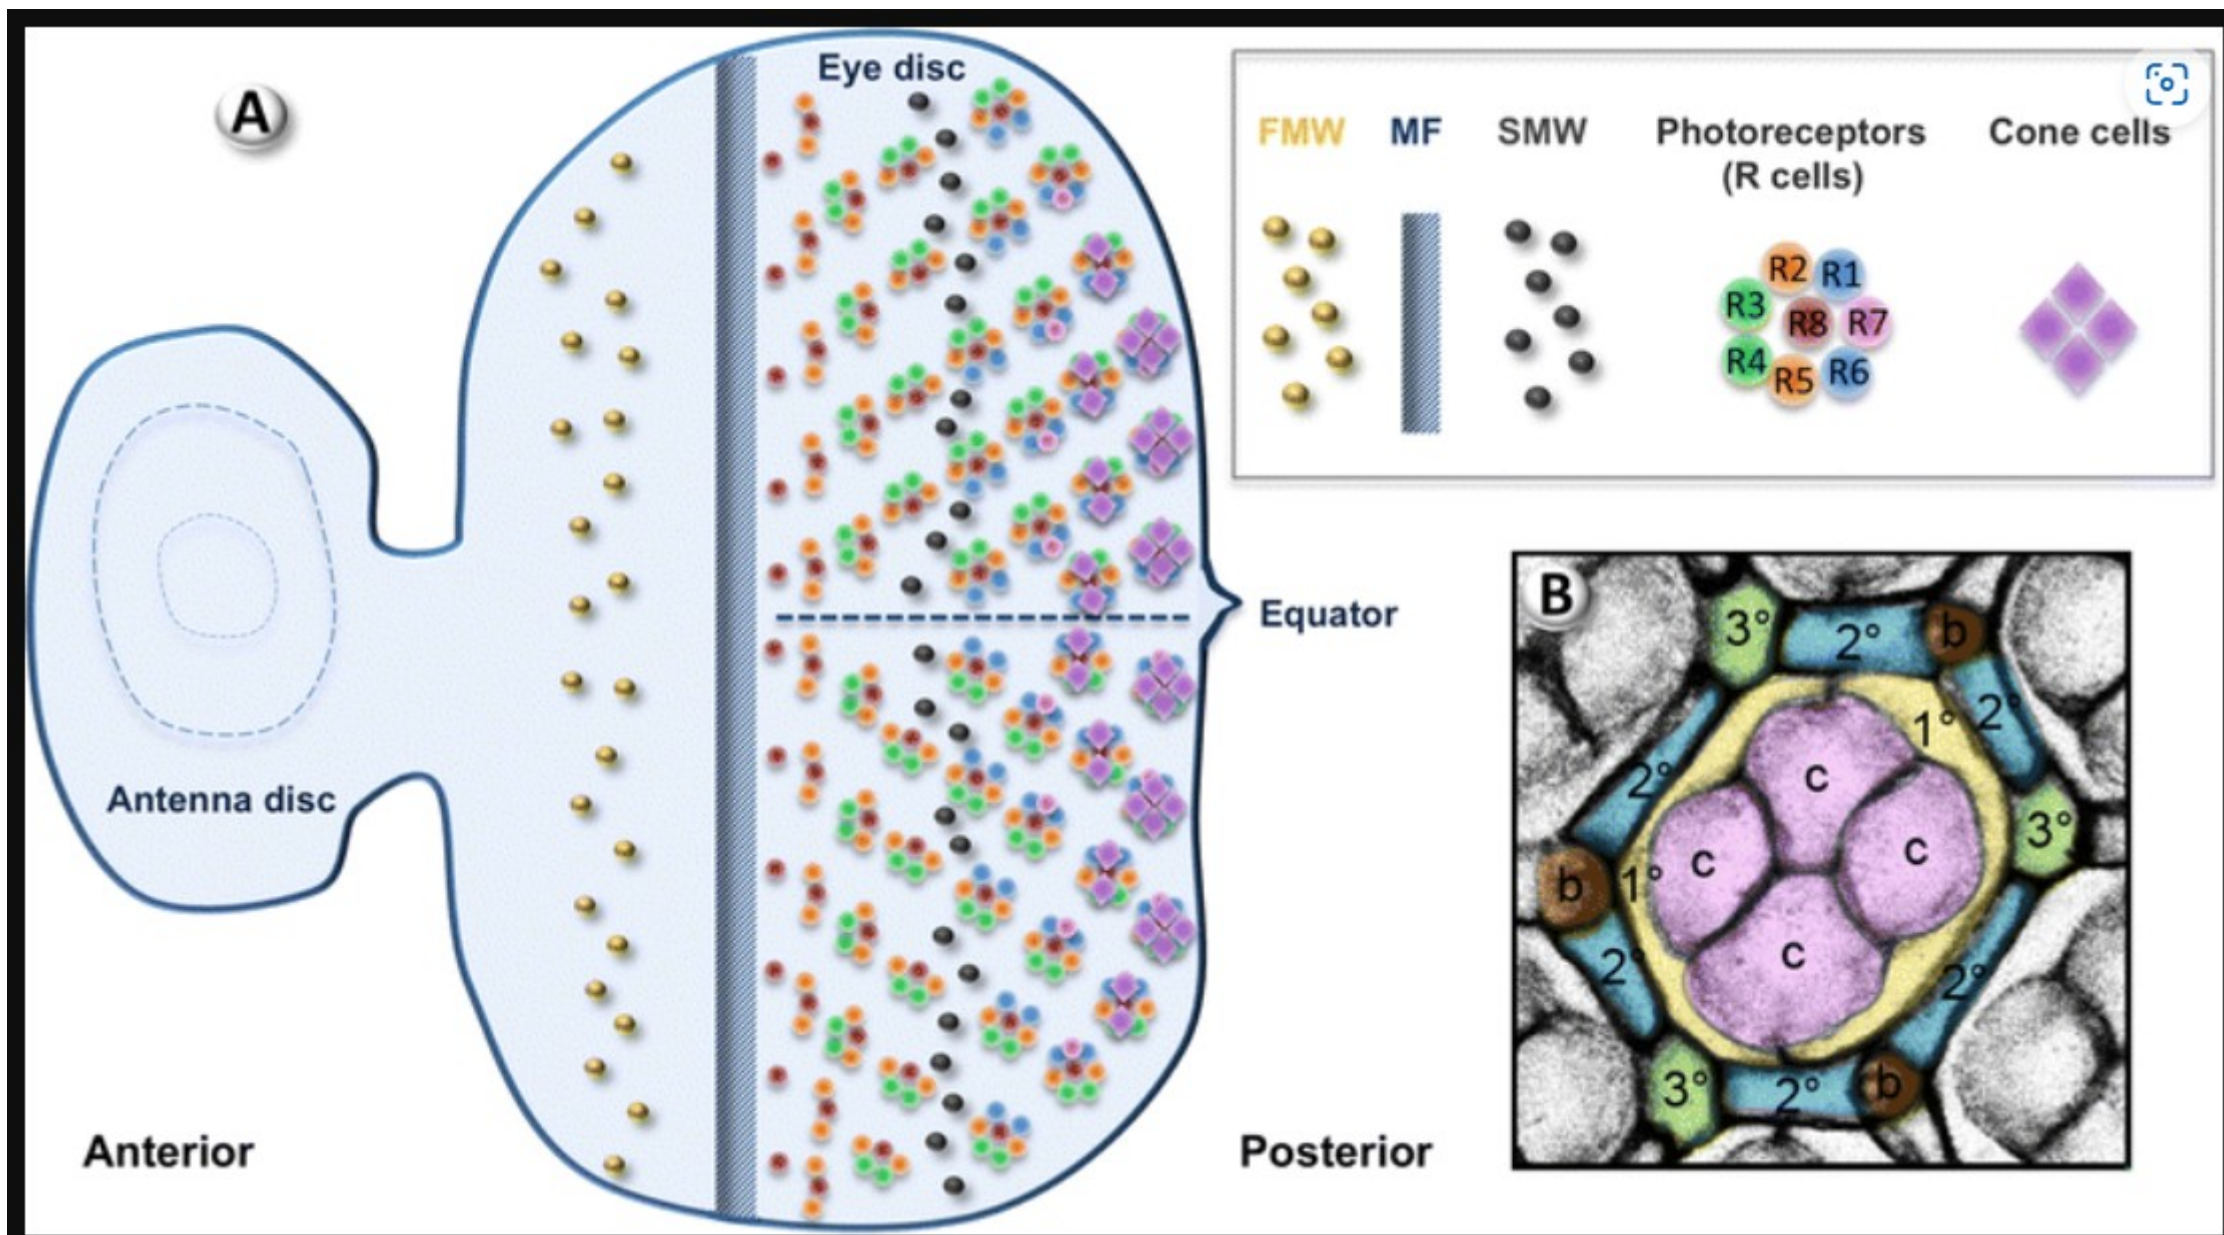 A
Eye disc
Antenna disc
Anterior
Equator
Posterior
FMW MF SMW Photoreceptors Cone cells
(R cells)
R2 R1
R3 R8 R7
R4 R5 R6
B
3° 2° b
1° 2°
2° c
c c 3°
b 1°
2° c 2°
3° 2° b